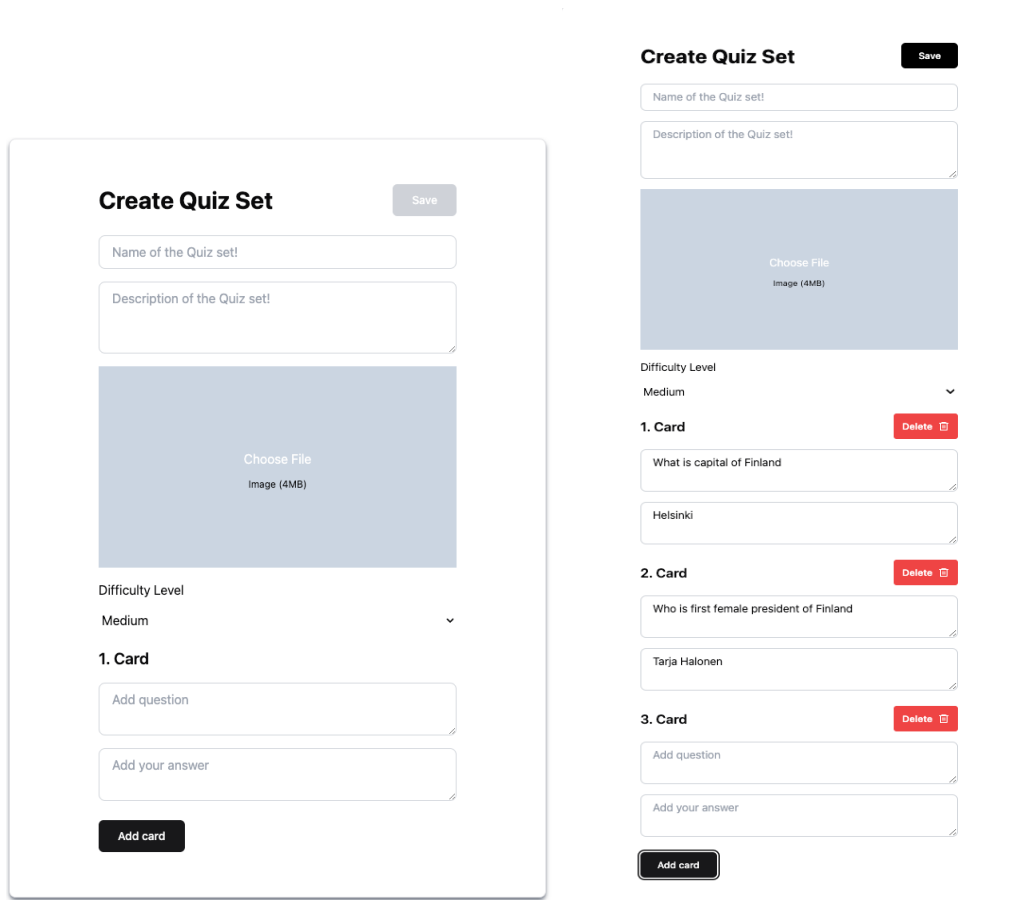 Create Quiz Set
Save
Name of the Quiz set!
Description of the Quiz set!
Choose File
Image (4MB)
Difficulty Level
Medium
1. Card
Add question
Add your answer
Add card
Create Quiz Set
Save
Name of the Quiz set!
Description of the Quiz set!
Choose File
Image (4MB)
Difficulty Level
Medium
1. Card
Delete
What is capital of Finland
Helsinki
2. Card
Delete
Who is first female president of Finland
Tarja Halonen
3. Card
Delete
Add question
Add your answer
Add card